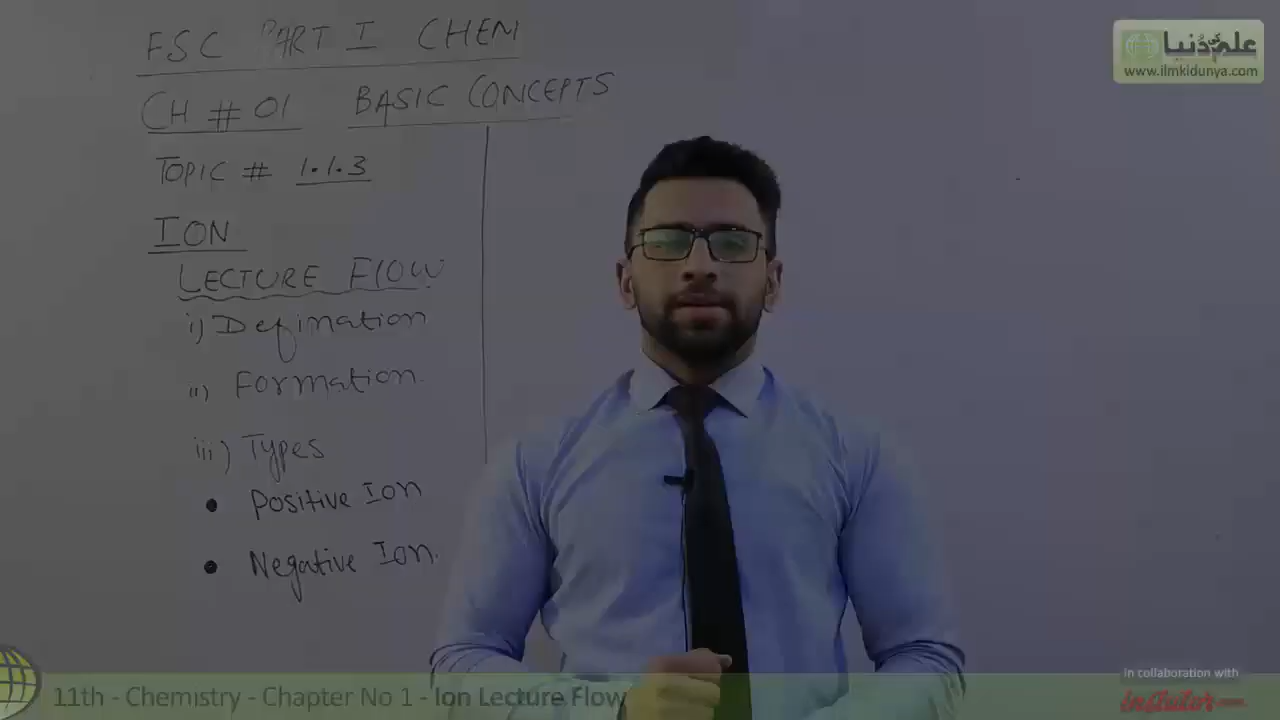 FSC PART I CHEM
CH # 01 BASIC CONCEPTS
TOPIC # 1.1.3
ION
LECTURE FLOW
i) Defination
ii) Formation
iii) Types
• Positive Ion
• Negative Ion.
علم کی دنیا
www.ilmkidunya.com
11th - Chemistry - Chapter No 1 - Ion Lecture Flow
in collaboration with
instutor.com